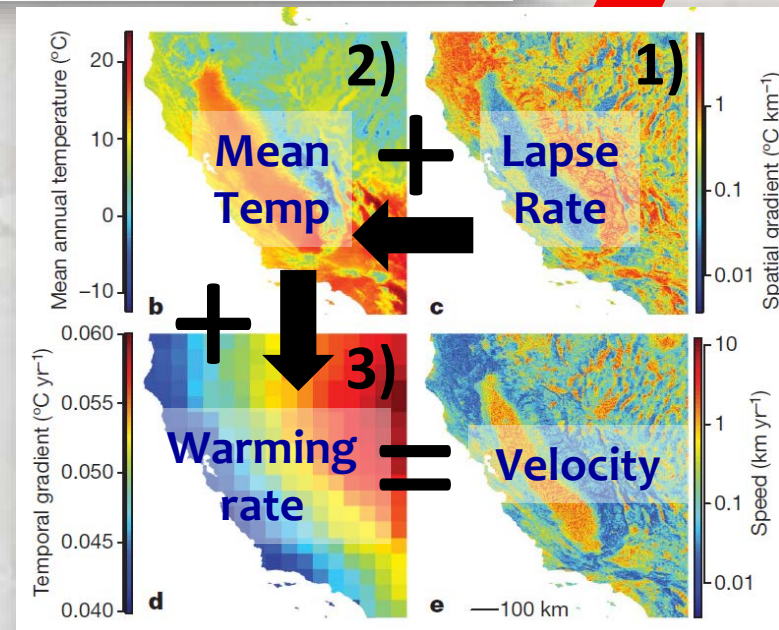 Mean annual temperature (°C)
20
10
0
−10
b
2)
Mean
Temp
+
1)
Lapse
Rate
c
1
0.1
0.01
Spatial gradient (°C km⁻¹)
+
Temporal gradient (°C yr⁻¹)
0.060
0.055
0.050
0.045
0.040
d
3)
Warming
rate
=
Velocity
e
100 km
10
1
0.1
0.01
Speed (km yr⁻¹)